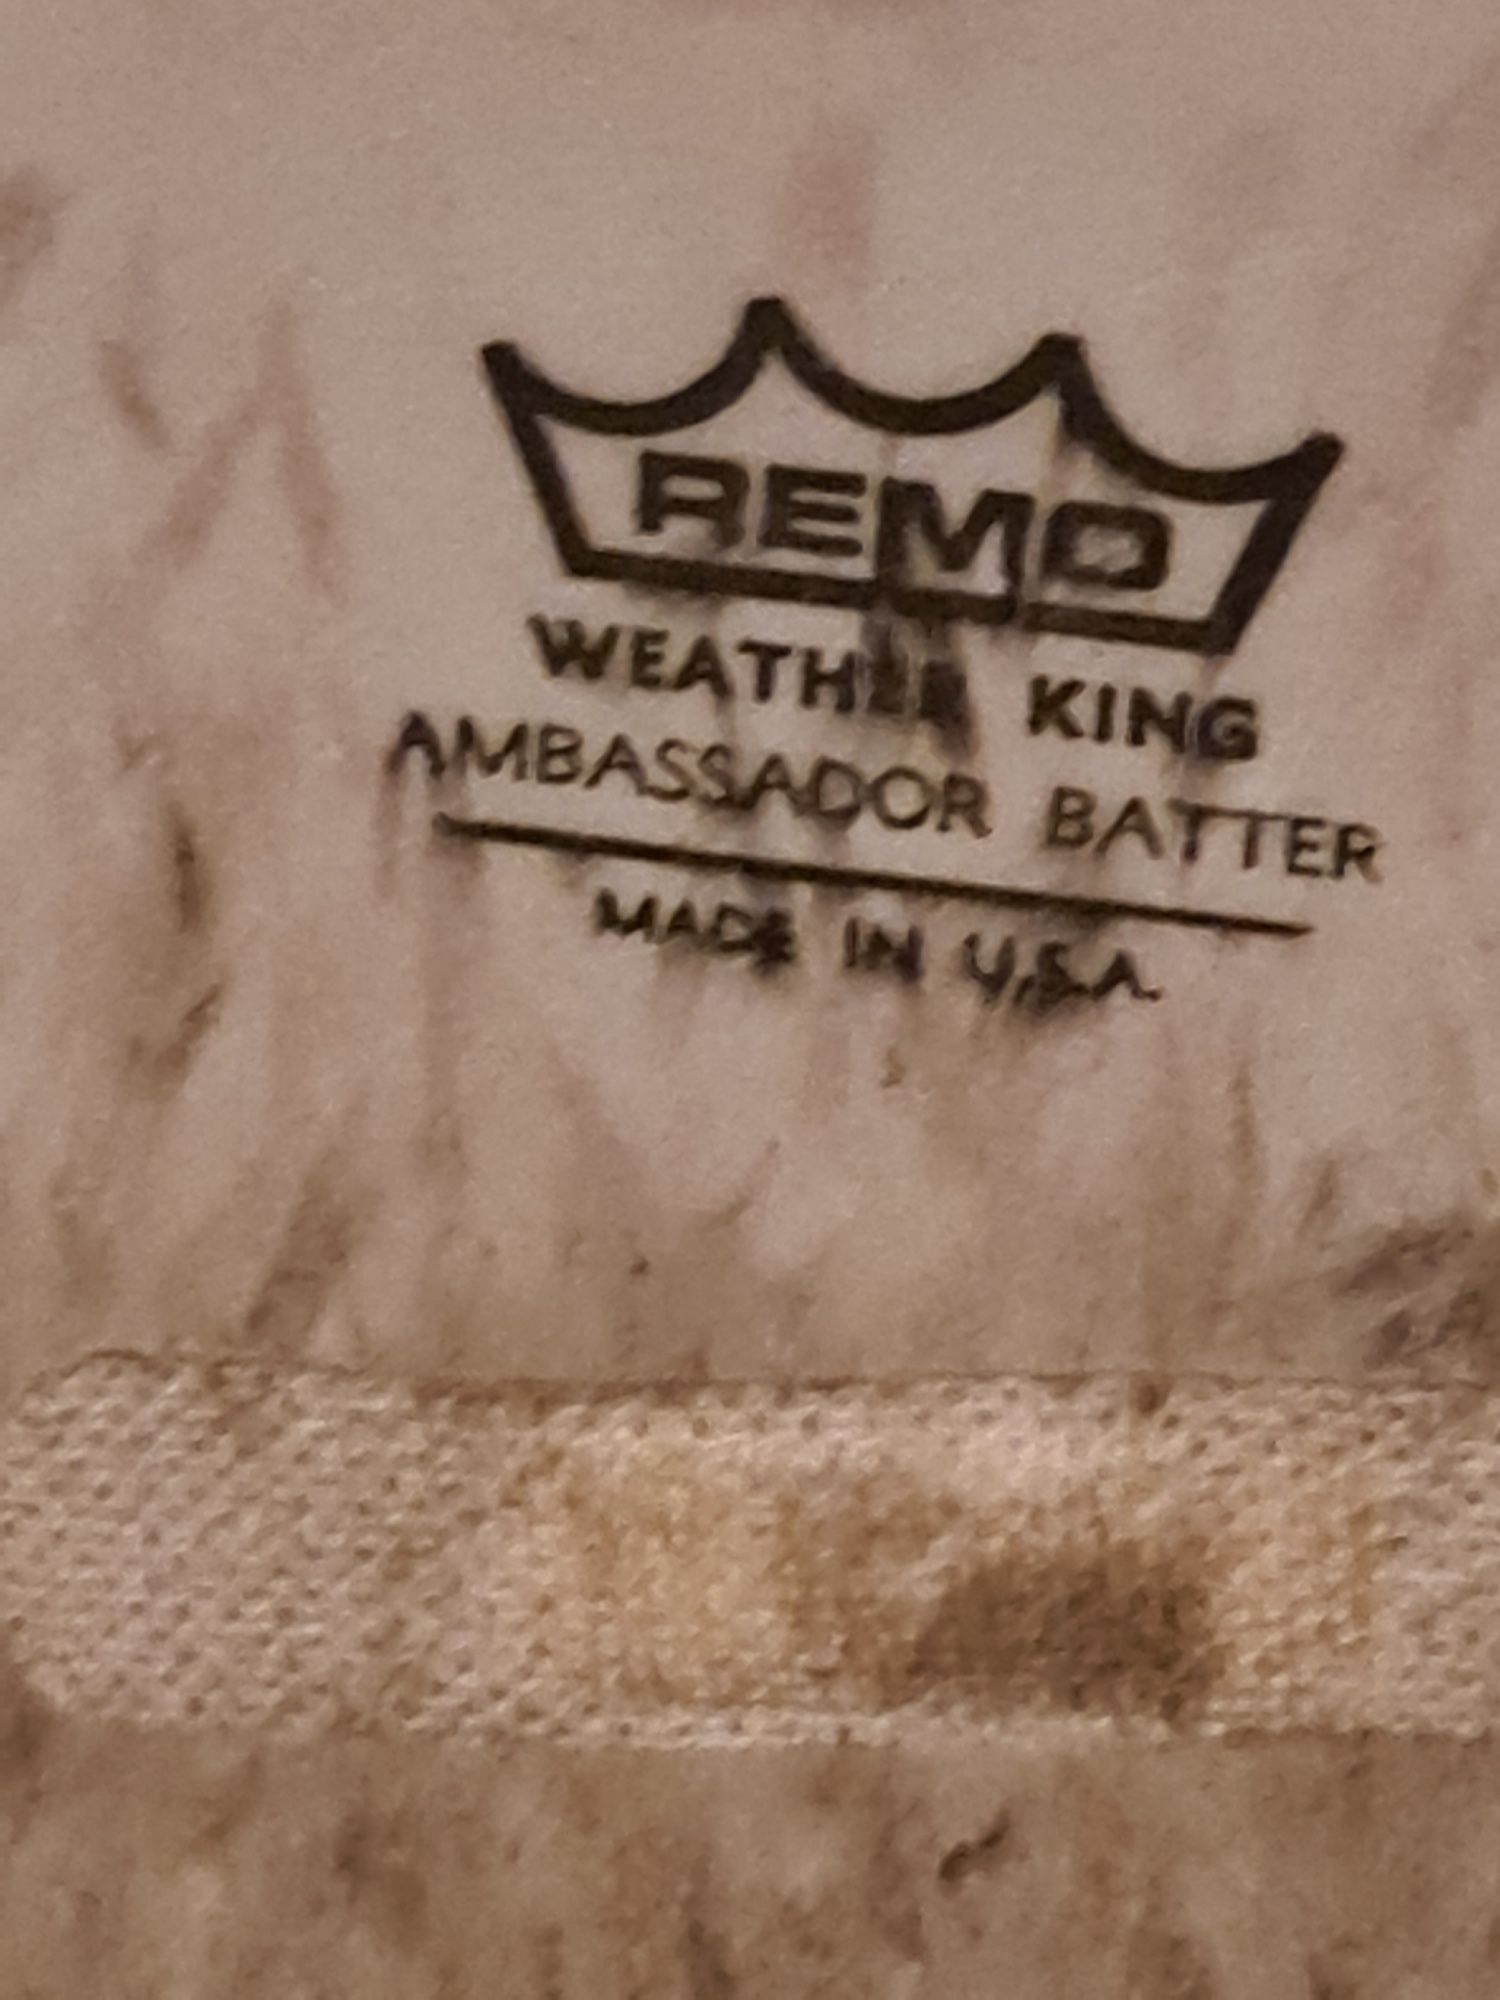 REMO
WEATHER KING
AMBASSADOR BATTER
MADE IN U.S.A.